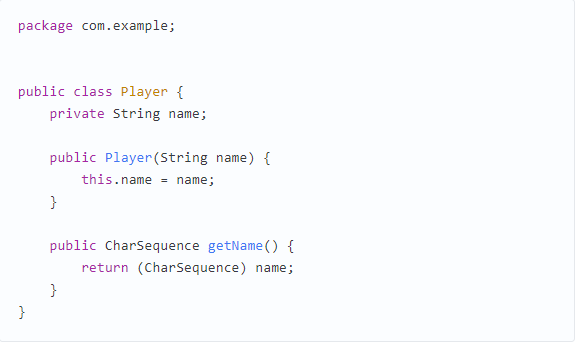 package com.example;
public class Player {
    private String name;
    public Player(String name) {
        this.name = name;
    }
    public CharSequence getName() {
        return (CharSequence) name;
    }
}